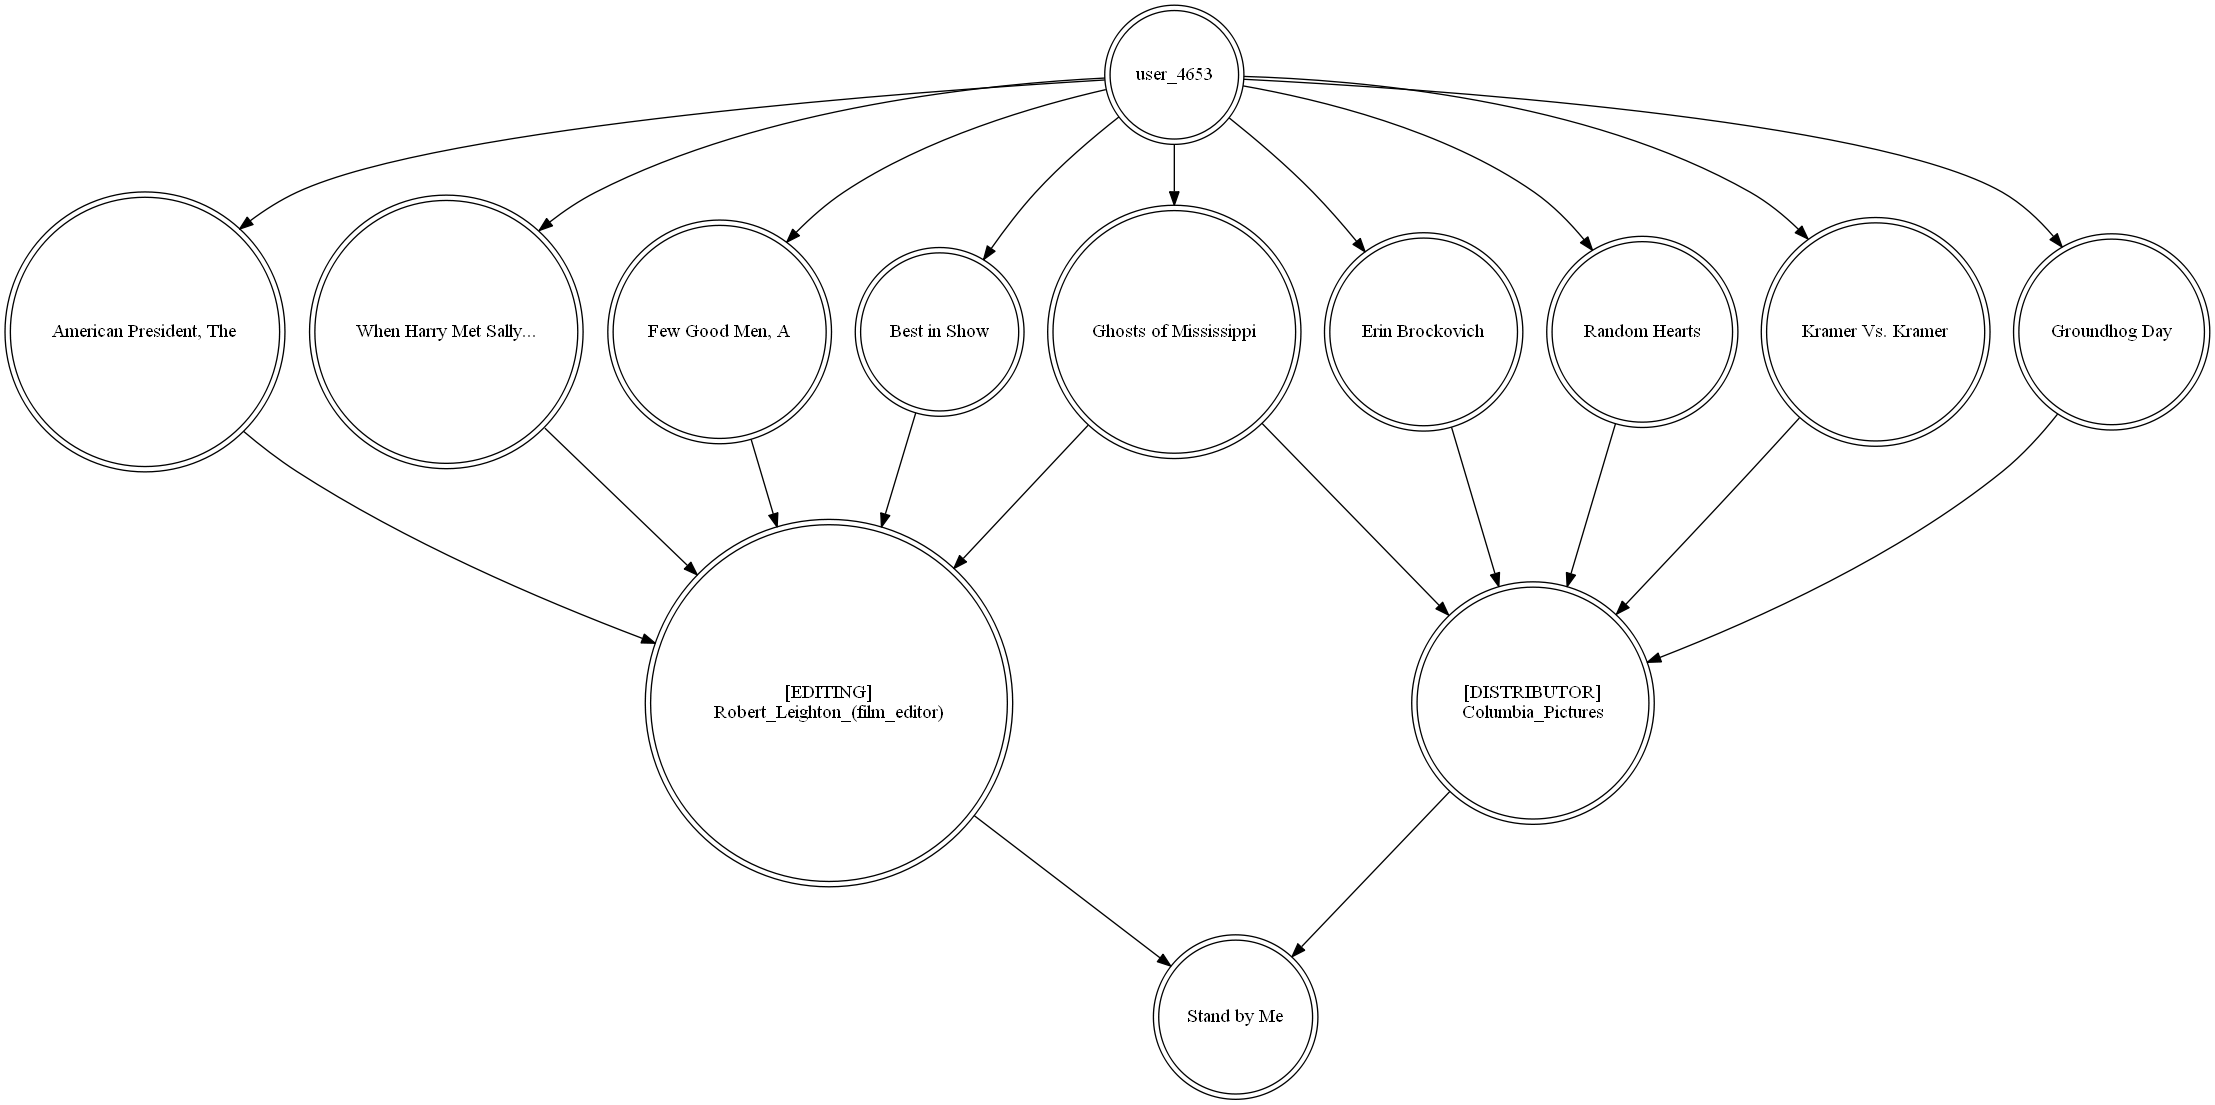 user_4653
American President, The
When Harry Met Sally...
Few Good Men, A
Best in Show
Ghosts of Mississippi
Erin Brockovich
Random Hearts
Kramer Vs. Kramer
Groundhog Day
[EDITING]
Robert_Leighton_(film_editor)
[DISTRIBUTOR]
Columbia_Pictures
Stand by Me